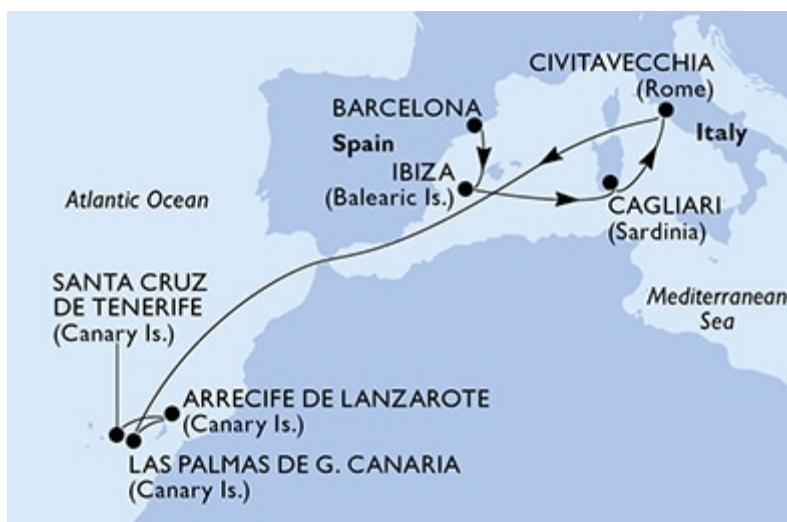 CIVITAVECCHIA
(Rome)
BARCELONA
Spain
Italy
IBIZA
(Balearic Is.)
Atlantic Ocean
CAGLIARI
(Sardinia)
SANTA CRUZ
DE TENERIFE
(Canary Is.)
Mediterranean
Sea
ARRECIFE DE LANZAROTE
(Canary Is.)
LAS PALMAS DE G. CANARIA
(Canary Is.)